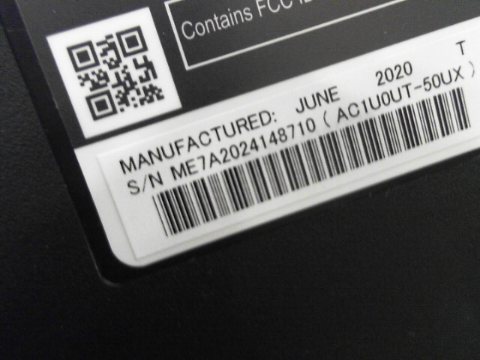 Contains FCC
MANUFACTURED: JUNE 2020 T
S/N ME7A2024148710 ( AC1U0UT-50UX )